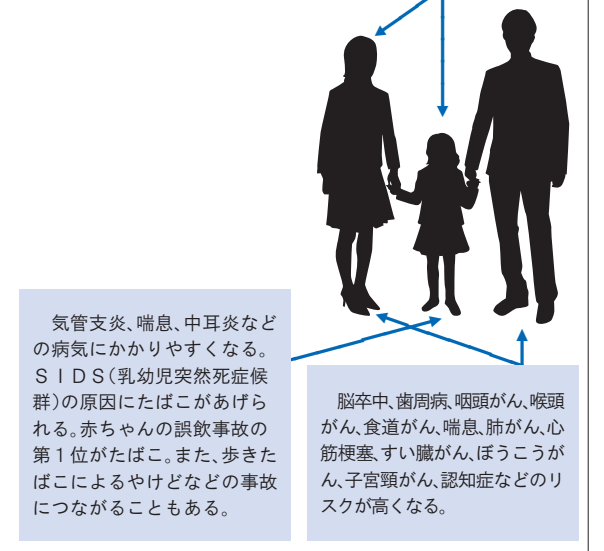 気管支炎、喘息、中耳炎など
の病気にかかりやすくなる。
ＳＩＤＳ（乳幼児突然死症候
群）の原因にたばこがあげら
れる。赤ちゃんの誤飲事故の
第１位がたばこ。また、歩きた
ばこによるやけどなどの事故
につながることもある。
脳卒中、歯周病、咽頭がん、喉頭
がん、食道がん、喘息、肺がん、心
筋梗塞、すい臓がん、ぼうこうが
ん、子宮頸がん、認知症などのリ
スクが高くなる。